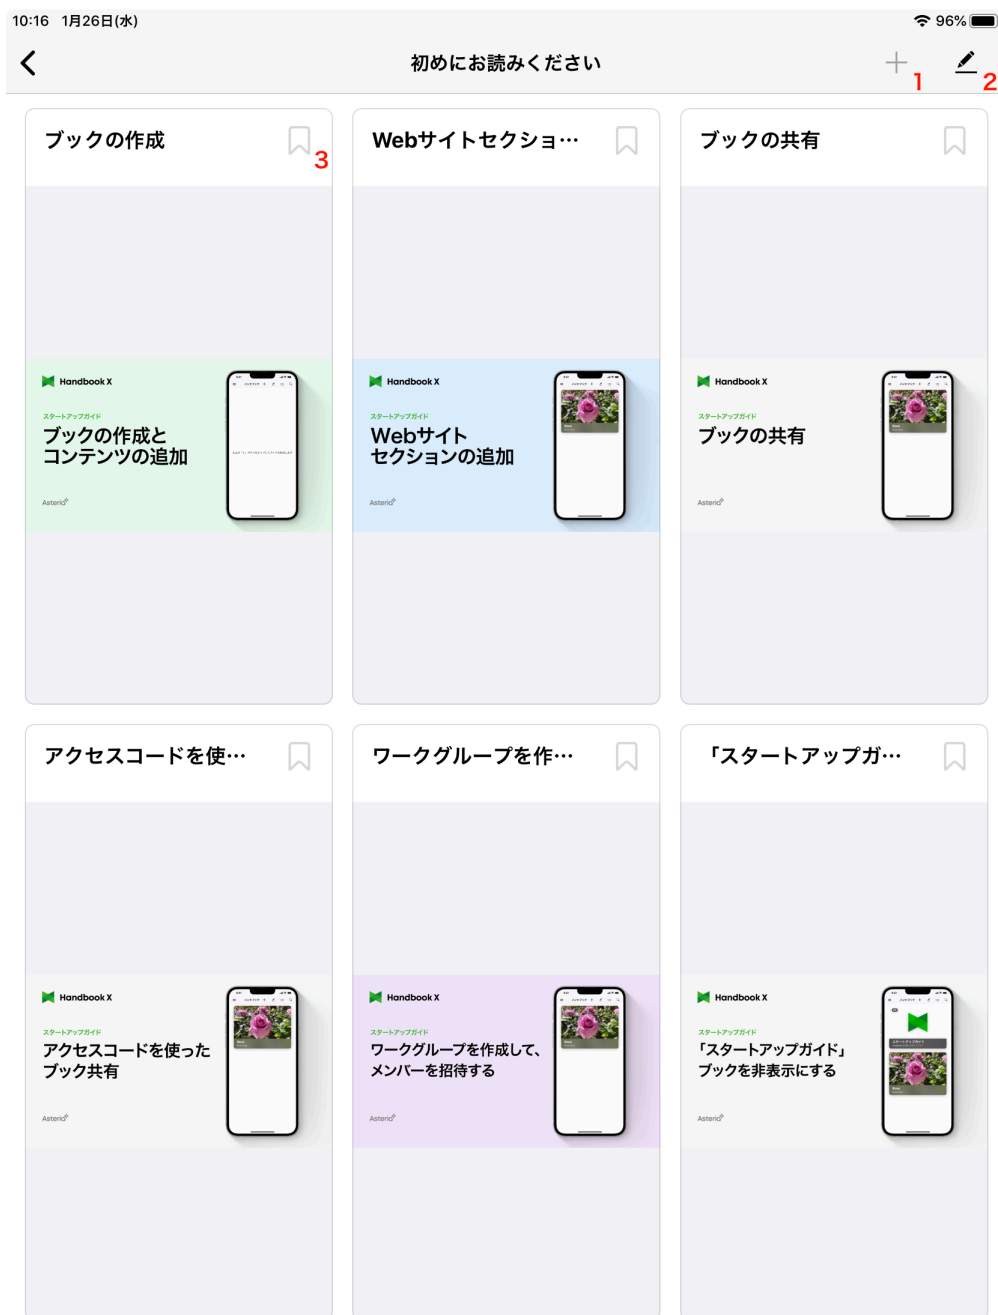 10:16 1月26日(水) 96%
初めにお読みください
1
2
ブックの作成
3
Webサイトセクショ…
ブックの共有
Handbook X
スタートアップガイド
ブックの作成と
コンテンツの追加
Asteria
Handbook X
スタートアップガイド
Webサイト
セクションの追加
Asteria
Handbook X
スタートアップガイド
ブックの共有
Asteria
アクセスコードを使…
ワークグループを作…
「スタートアップガ…
Handbook X
スタートアップガイド
アクセスコードを使った
ブック共有
Asteria
Handbook X
スタートアップガイド
ワークグループを作成して、
メンバーを招待する
Asteria
Handbook X
スタートアップガイド
「スタートアップガイド」
ブックを非表示にする
Asteria
スタートアップガイド